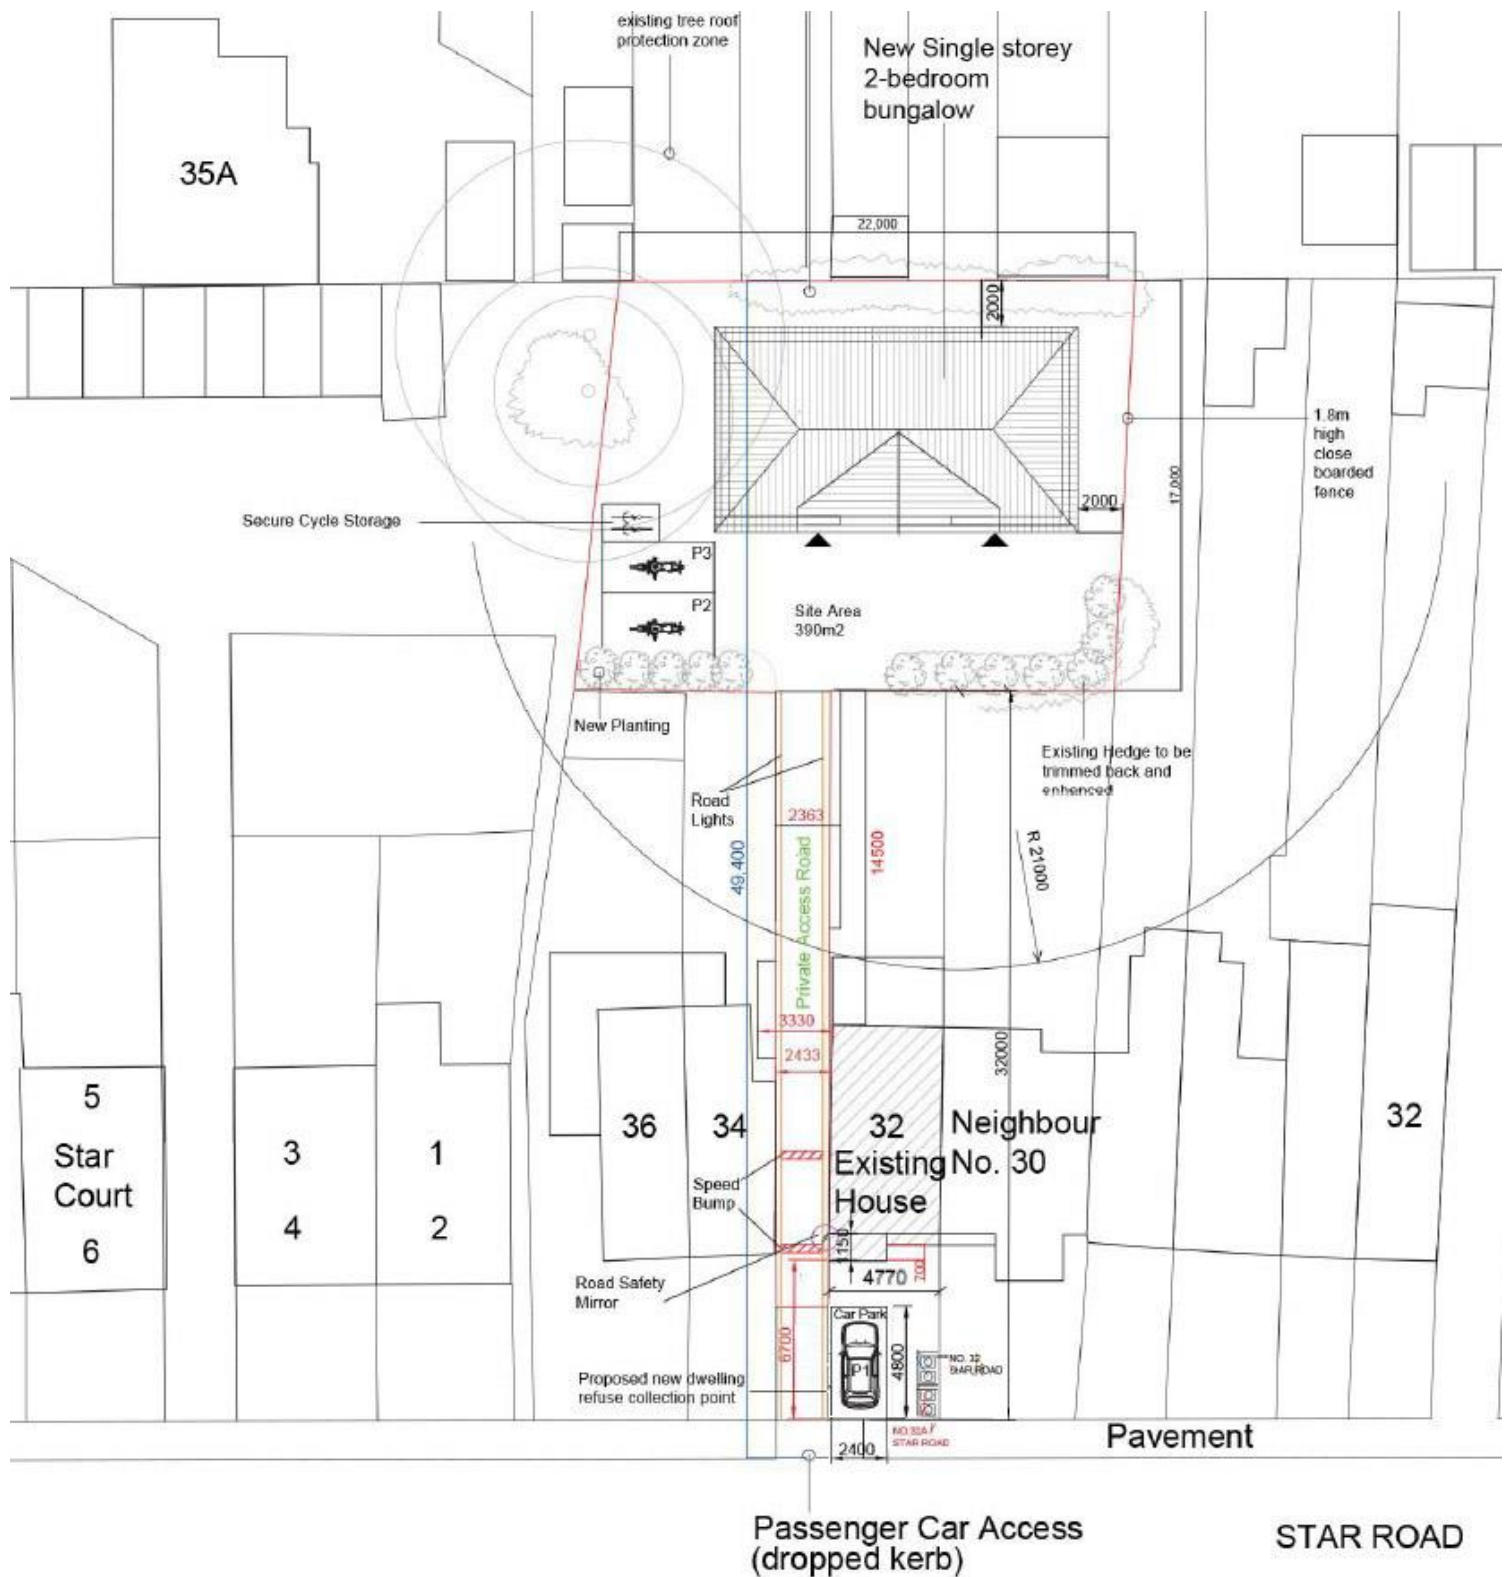 existing tree roof
protection zone
New Single storey
2-bedroom
bungalow
35A
22,000
2000
1.8m
high
close
boarded
fence
17,000
2000
Secure Cycle Storage
P3
P2
Site Area
390m2
New Planting
Existing Hedge to be
trimmed back and
enhanced
Road
Lights
2363
Private Access Road
14500
49,400
R 21000
3330
2433
32000
5
Star
Court
6
3
4
1
2
36
34
32
Existing
House
Neighbour
No. 30
32
Speed
Bump
1150
700
4770
Road Safety
Mirror
Car Park
6700
P1
4800
NO. 32
STAR ROAD
Proposed new dwelling
refuse collection point
NO.32A
STAR ROAD
2400
Pavement
Passenger Car Access
(dropped kerb)
STAR ROAD